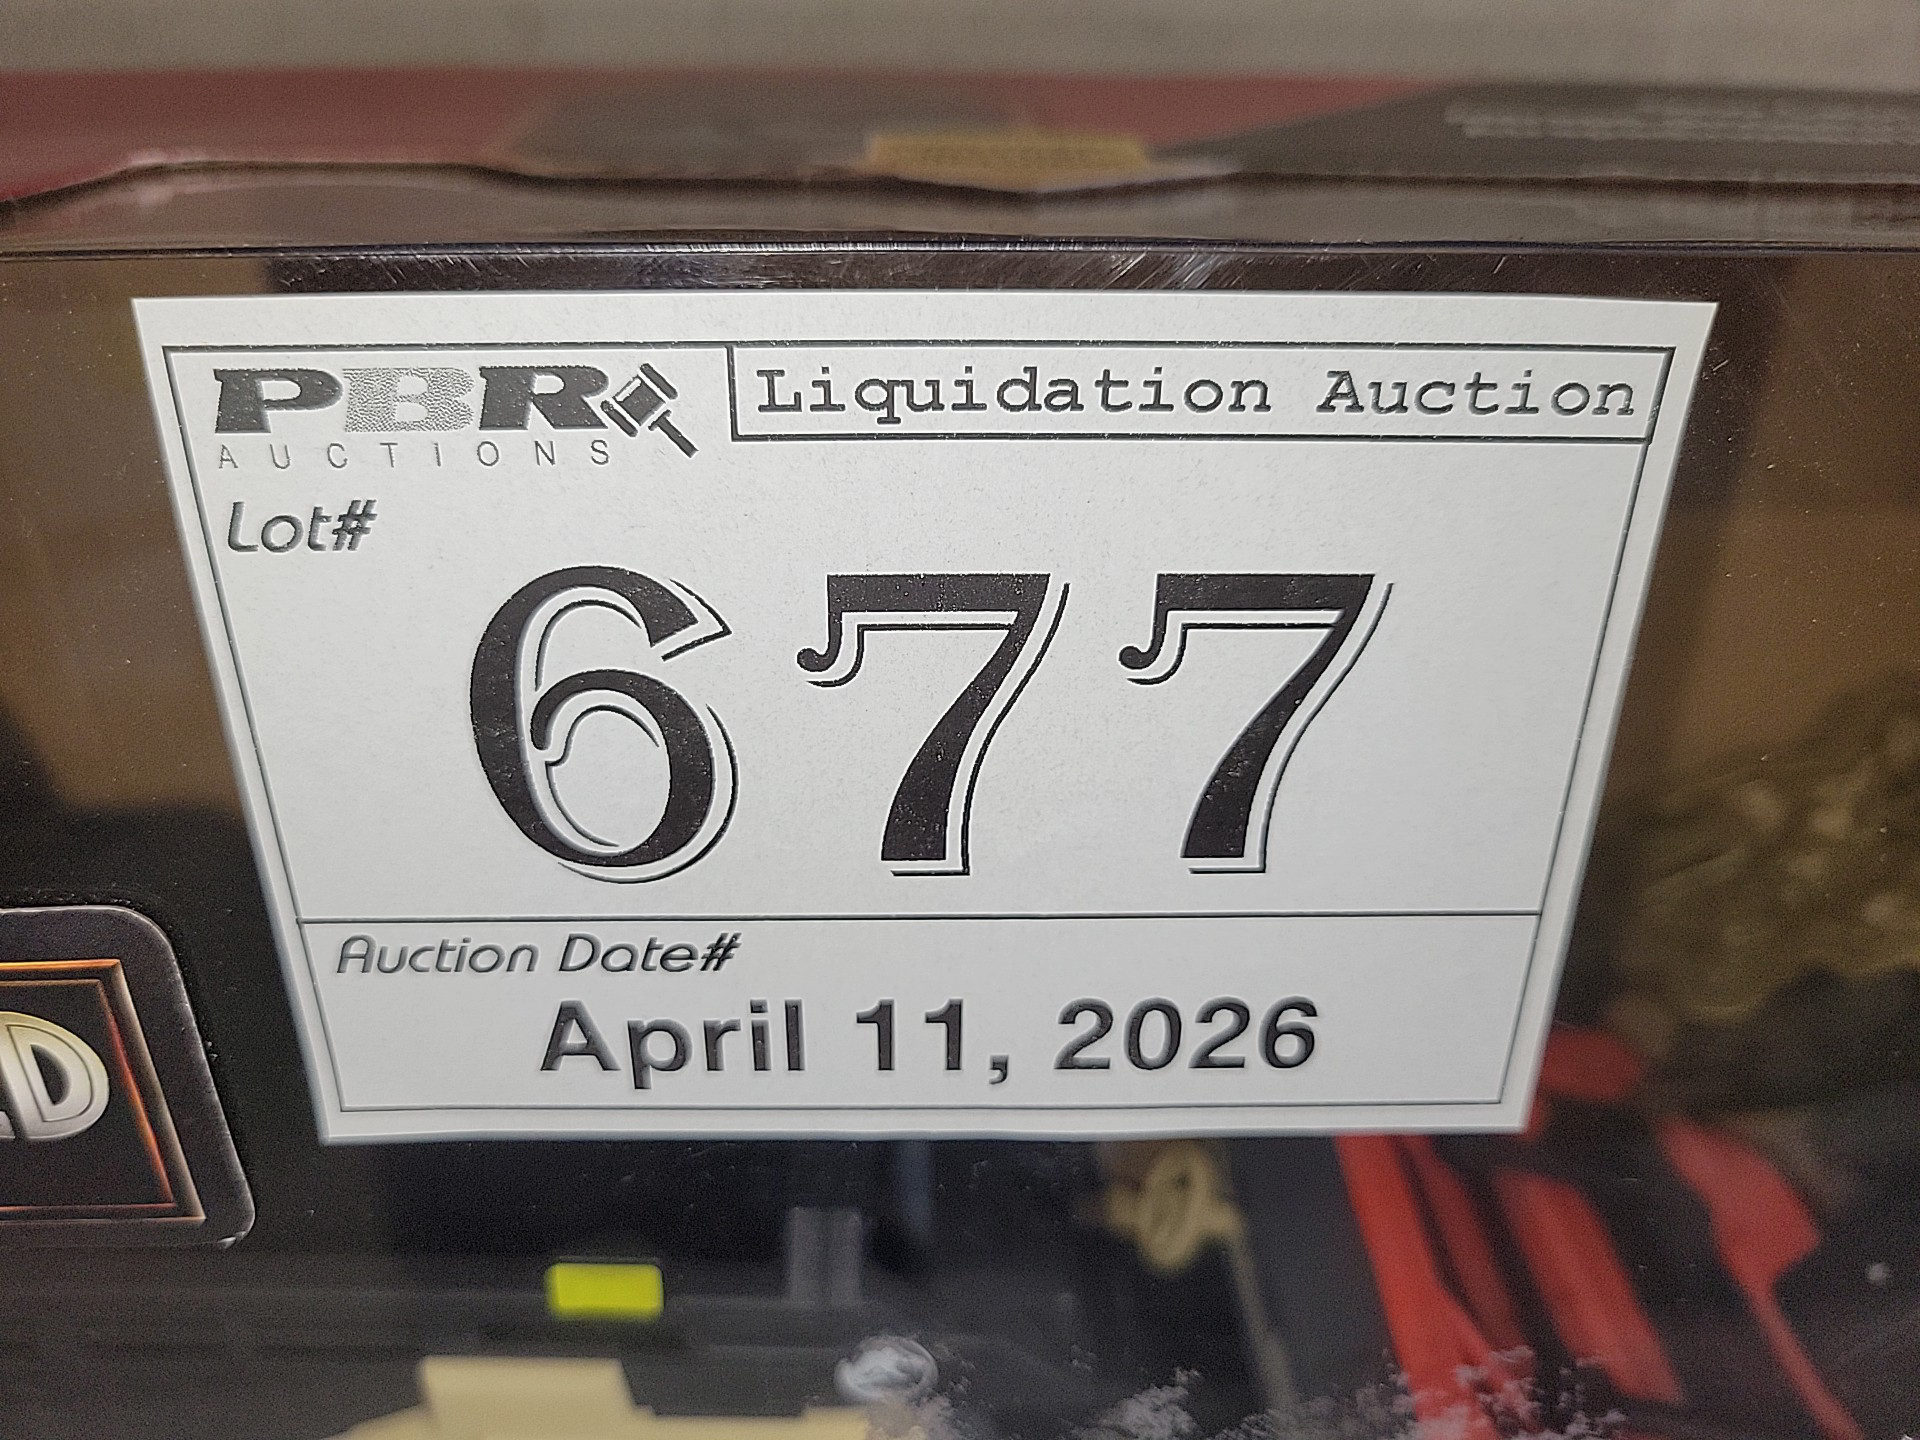 PBR
AUCTIONS
Liquidation Auction
Lot#
677
Auction Date#
April 11, 2026